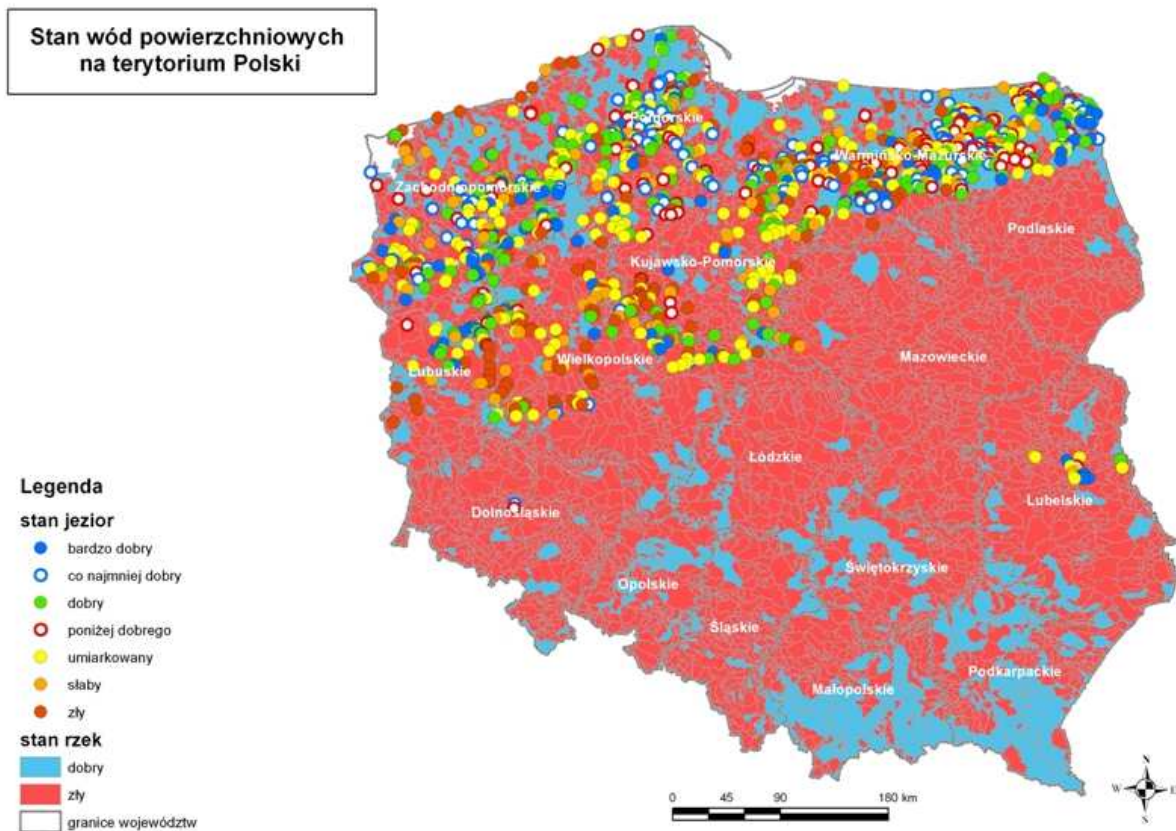 Stan wód powierzchniowych
na terytorium Polski
Pomorskie
Warmińsko-Mazurskie
Zachodniopomorskie
Podlaskie
Kujawsko-Pomorskie
Mazowieckie
Wielkopolskie
Lubuskie
Łódzkie
Lubelskie
Dolnośląskie
Świętokrzyskie
Opolskie
Śląskie
Podkarpackie
Małopolskie
Legenda
stan jezior
bardzo dobry
co najmniej dobry
dobry
poniżej dobrego
umiarkowany
słaby
zły
stan rzek
dobry
zły
granice województw
0 45 90 180 km
N
W E
S